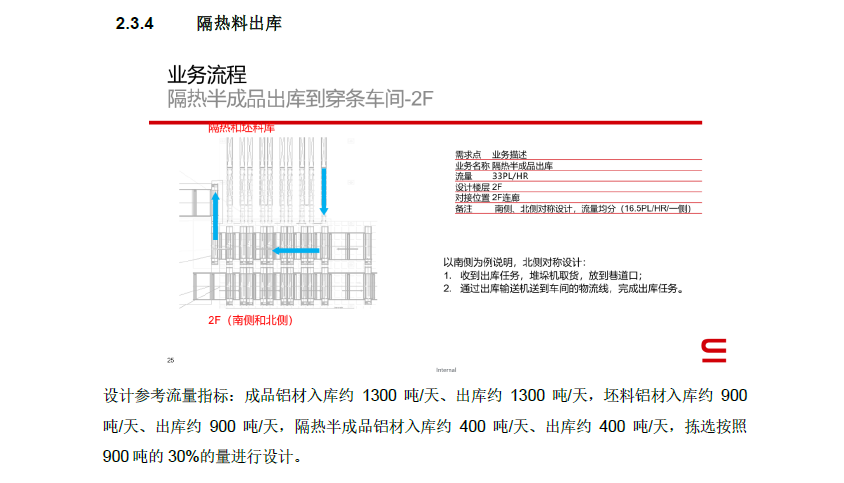 2.3.4 隔热料出库
业务流程
隔热半成品出库到穿条车间-2F
隔热和坯料库
需求点 业务描述
业务名称 隔热半成品出库
流量 33PL/HR
设计楼层 2F
对接位置 2F连廊
备注 南侧、北侧对称设计，流量均分（16.5PL/HR/一侧）
以南侧为例说明，北侧对称设计：
1. 收到出库任务，堆垛机取货，放到巷道口；
2. 通过出库输送机送到车间的物流线，完成出库任务。
2F（南侧和北侧）
25
Internal
设计参考流量指标：成品铝材入库约 1300 吨/天、出库约 1300 吨/天，坯料铝材入库约 900
吨/天、出库约 900 吨/天，隔热半成品铝材入库约 400 吨/天、出库约 400 吨/天，拣选按照
900 吨的 30%的量进行设计。